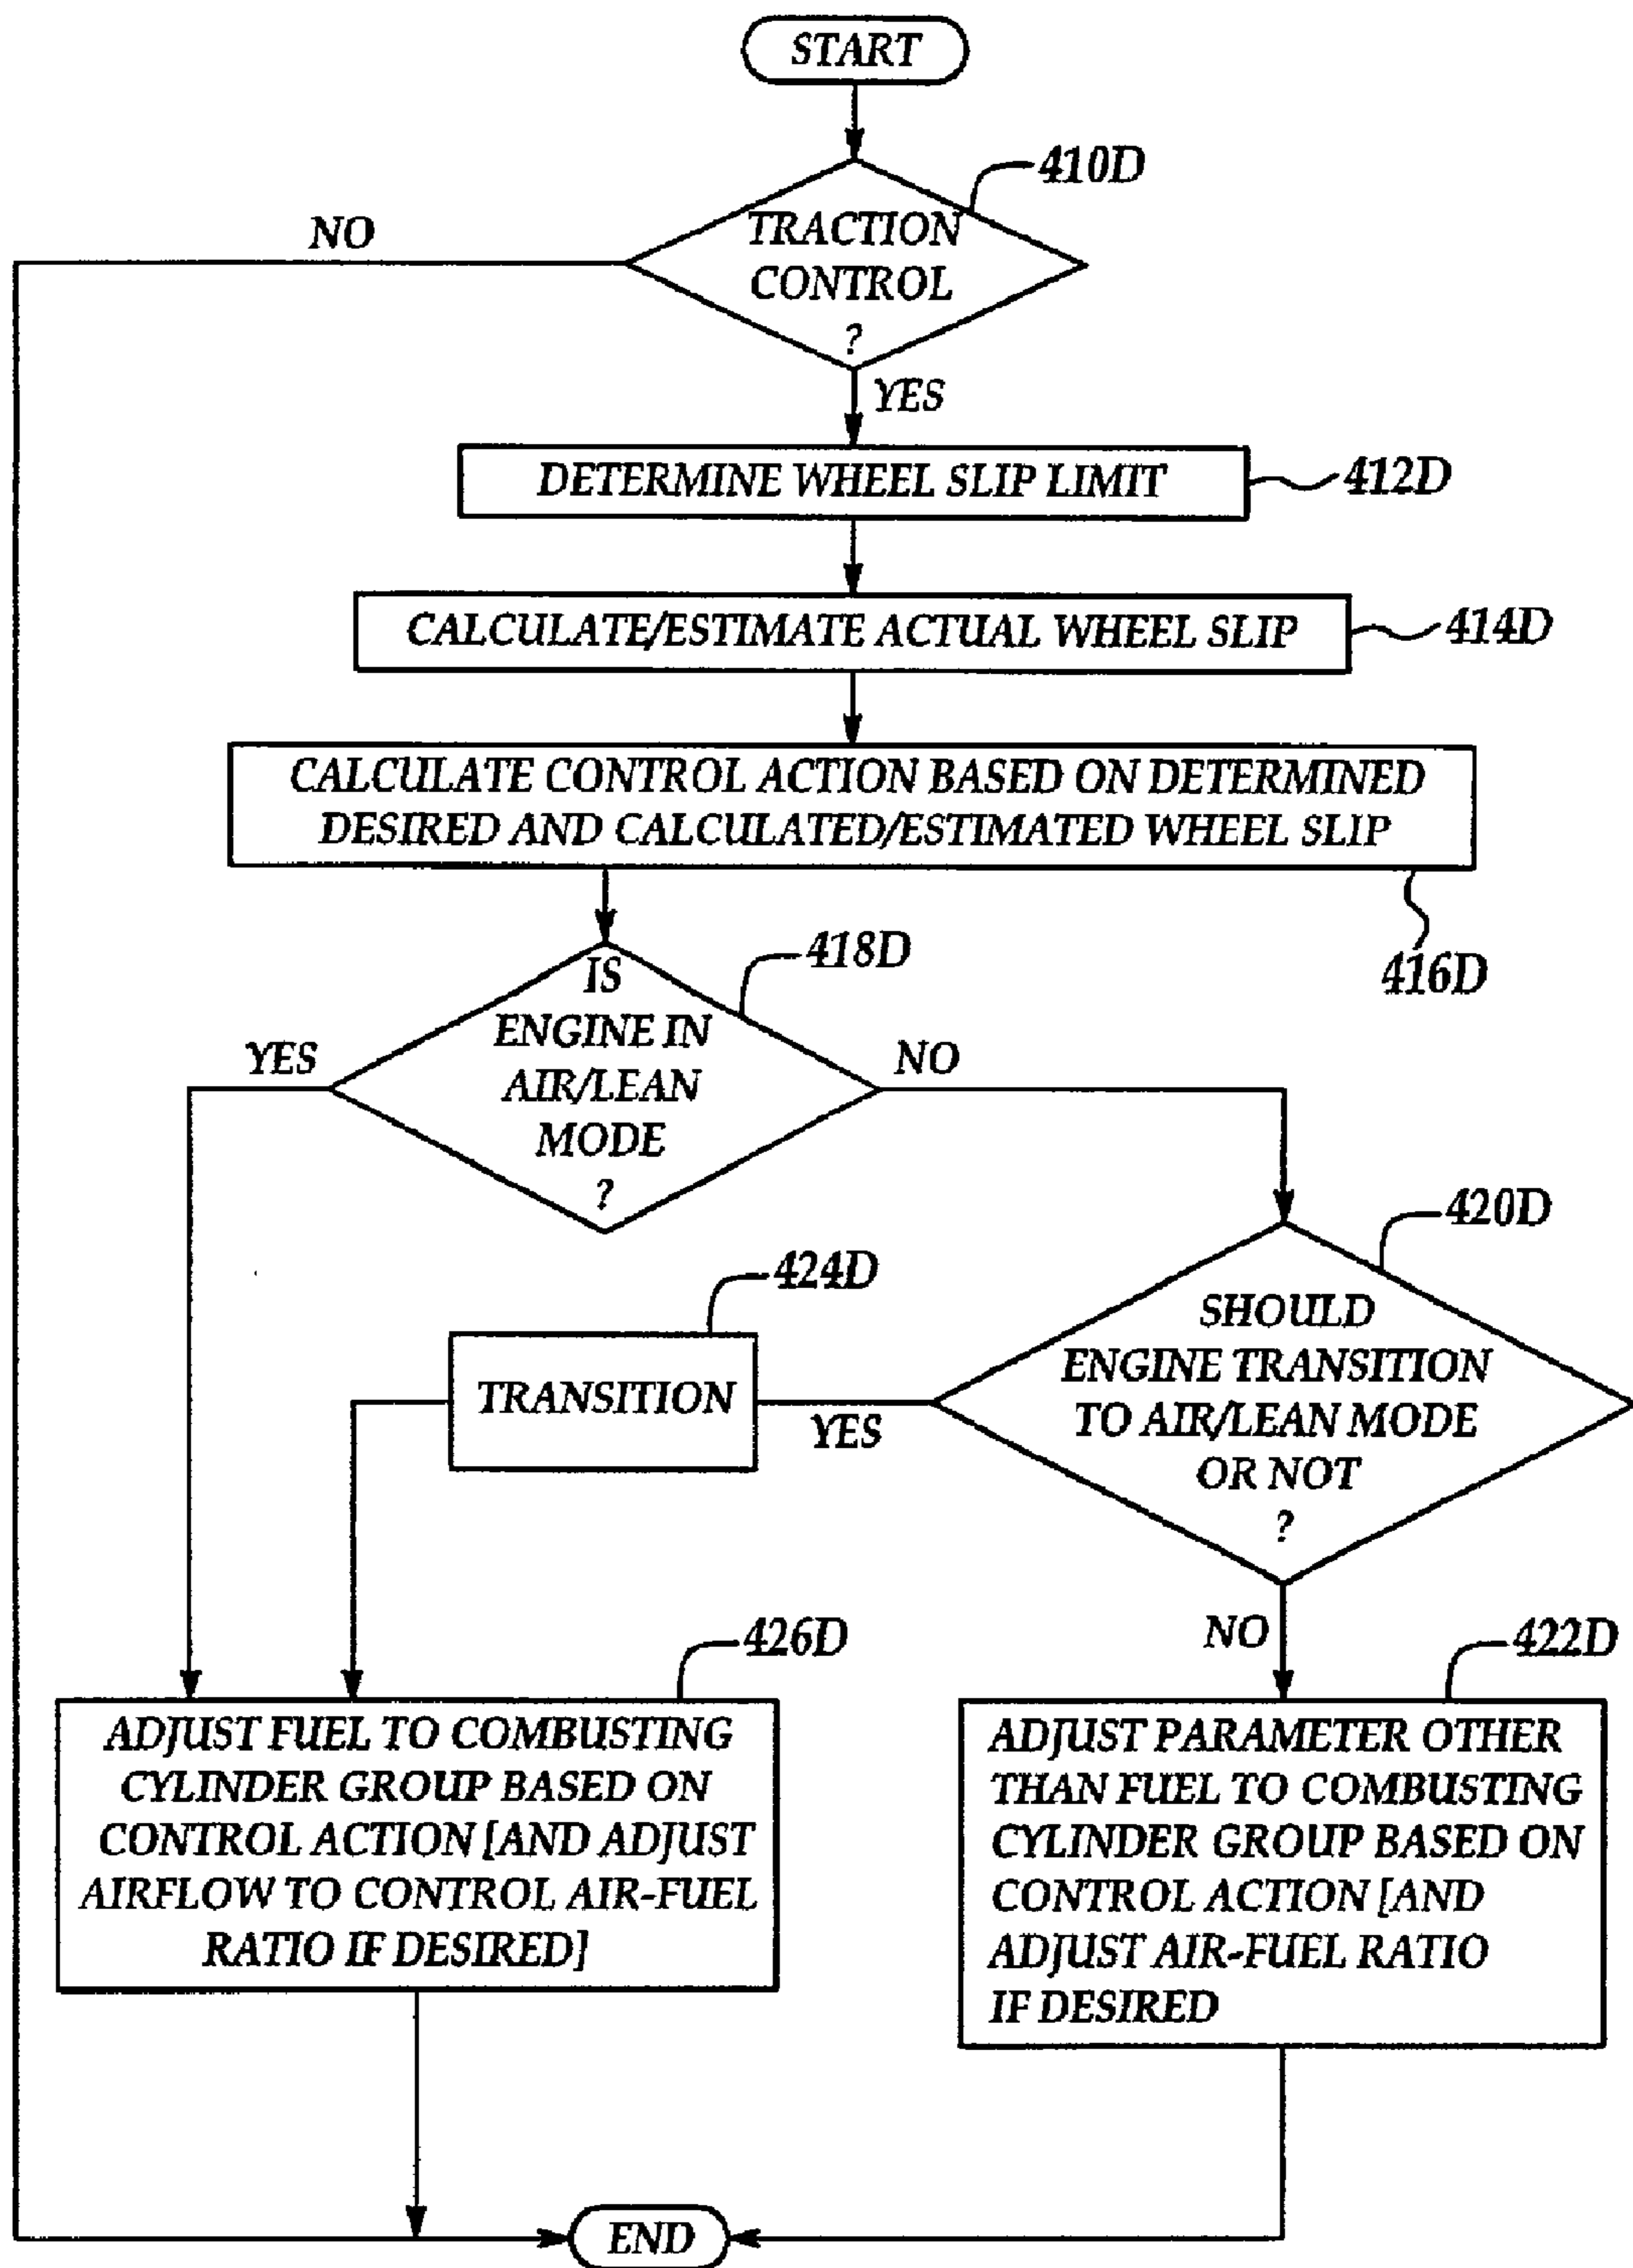 START
410D
TRACTION
CONTROL
?
NO
YES
DETERMINE WHEEL SLIP LIMIT
412D
CALCULATE/ESTIMATE ACTUAL WHEEL SLIP
414D
CALCULATE CONTROL ACTION BASED ON DETERMINED
DESIRED AND CALCULATED/ESTIMATED WHEEL SLIP
416D
418D
IS
ENGINE IN
AIR/LEAN
MODE
?
YES
NO
420D
SHOULD
ENGINE TRANSITION
TO AIR/LEAN MODE
OR NOT
?
424D
TRANSITION
YES
NO
426D
ADJUST FUEL TO COMBUSTING
CYLINDER GROUP BASED ON
CONTROL ACTION [AND ADJUST
AIRFLOW TO CONTROL AIR-FUEL
RATIO IF DESIRED]
422D
ADJUST PARAMETER OTHER
THAN FUEL TO COMBUSTING
CYLINDER GROUP BASED ON
CONTROL ACTION [AND
ADJUST AIR-FUEL RATIO
IF DESIRED
END